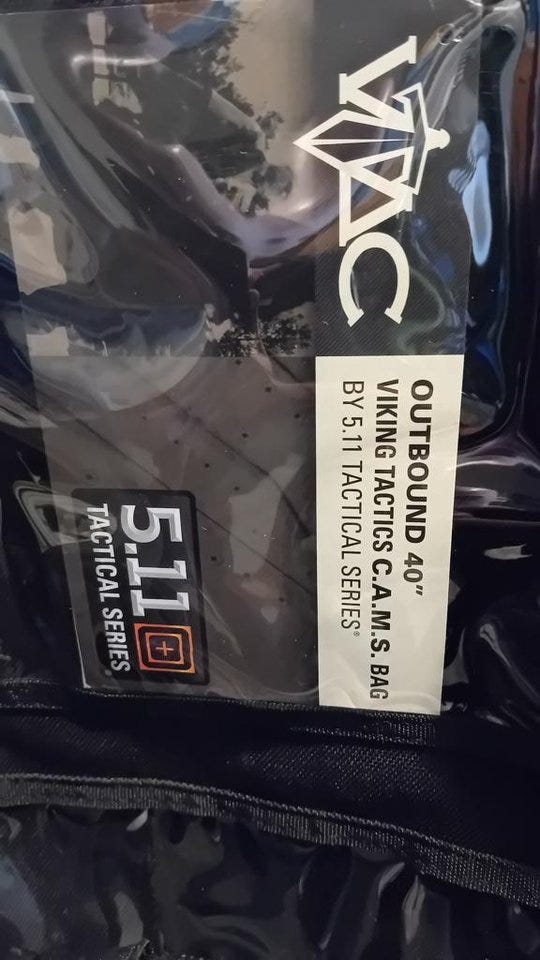 VTAC
OUTBOUND 40"
VIKING TACTICS C.A.M.S. BAG
BY 5.11 TACTICAL SERIES®
5.11
TACTICAL SERIES®